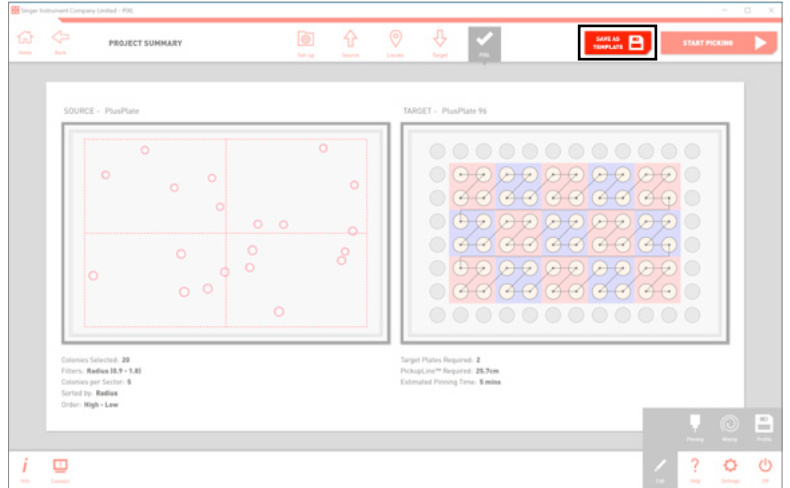 Singer Instrument Company Limited - PIXL
Home
Back
PROJECT SUMMARY
Set up
Source
Locate
Target
PIXL
SAVE AS
TEMPLATE
START PICKING
SOURCE - PlusPlate
TARGET - PlusPlate 96
Colonies Selected: 20
Filters: Radius (0.9 - 1.8)
Colonies per Sector: 5
Sorted by: Radius
Order: High - Low
Target Plates Required: 2
PickupLine™ Required: 25.7cm
Estimated Pinning Time: 5 mins
Pinning
Mixing
Profile
Info
Connect
Edit
Help
Settings
Off